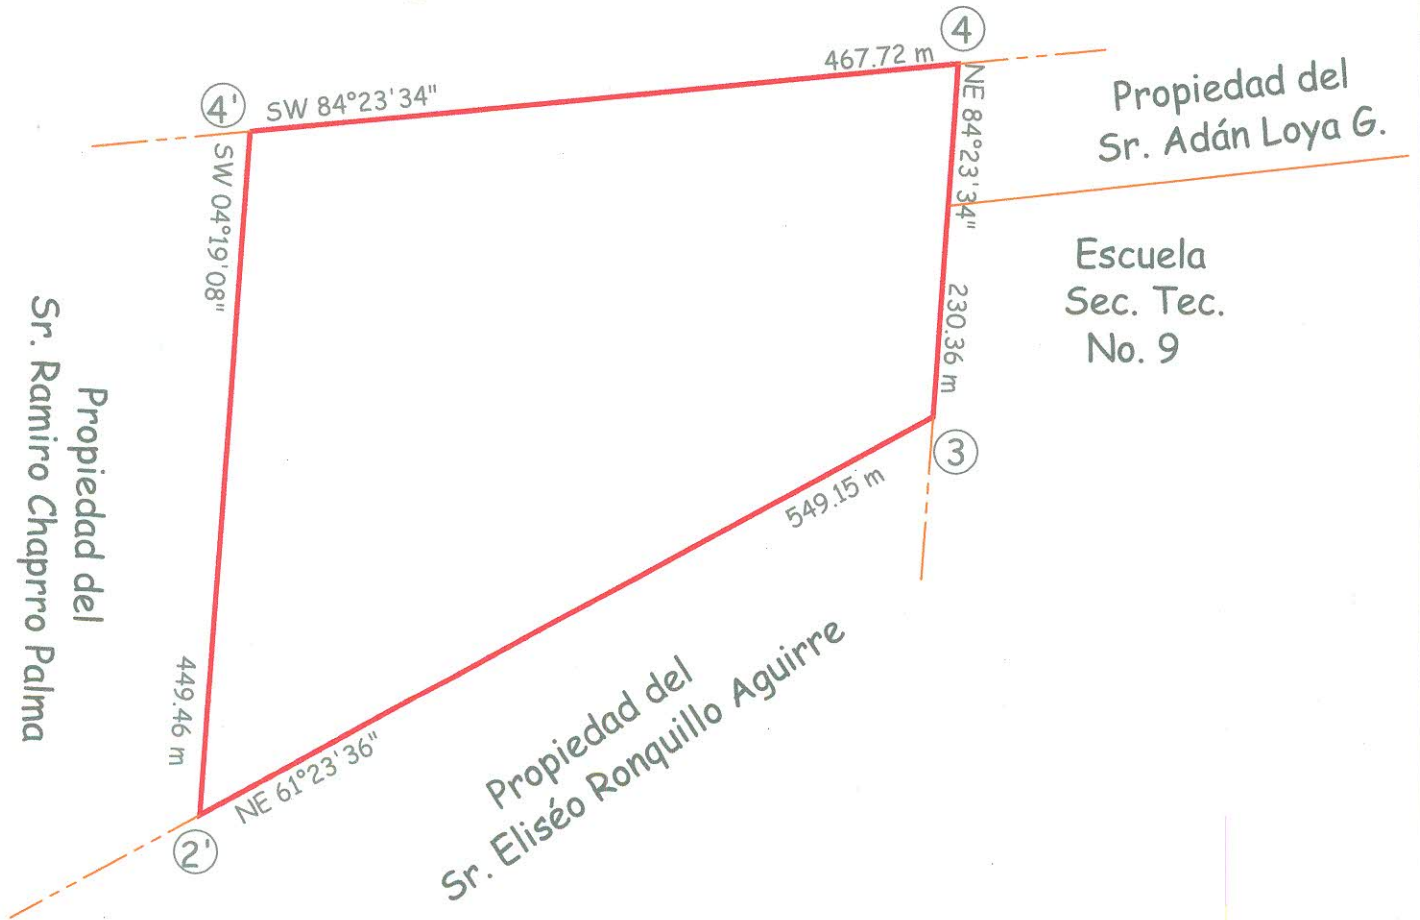 4
467.72 m
4'
SW 84°23'34"
NE 84°23'34"
Propiedad del
Sr. Adán Loya G.
SW 04°19'08"
Escuela
Sec. Tec.
No. 9
230.36 m
3
Propiedad del
Sr. Ramiro Chaprro Palma
549.15 m
449.46 m
NE 61°23'36"
2'
Propiedad del
Sr. Eliséo Ronquillo Aguirre